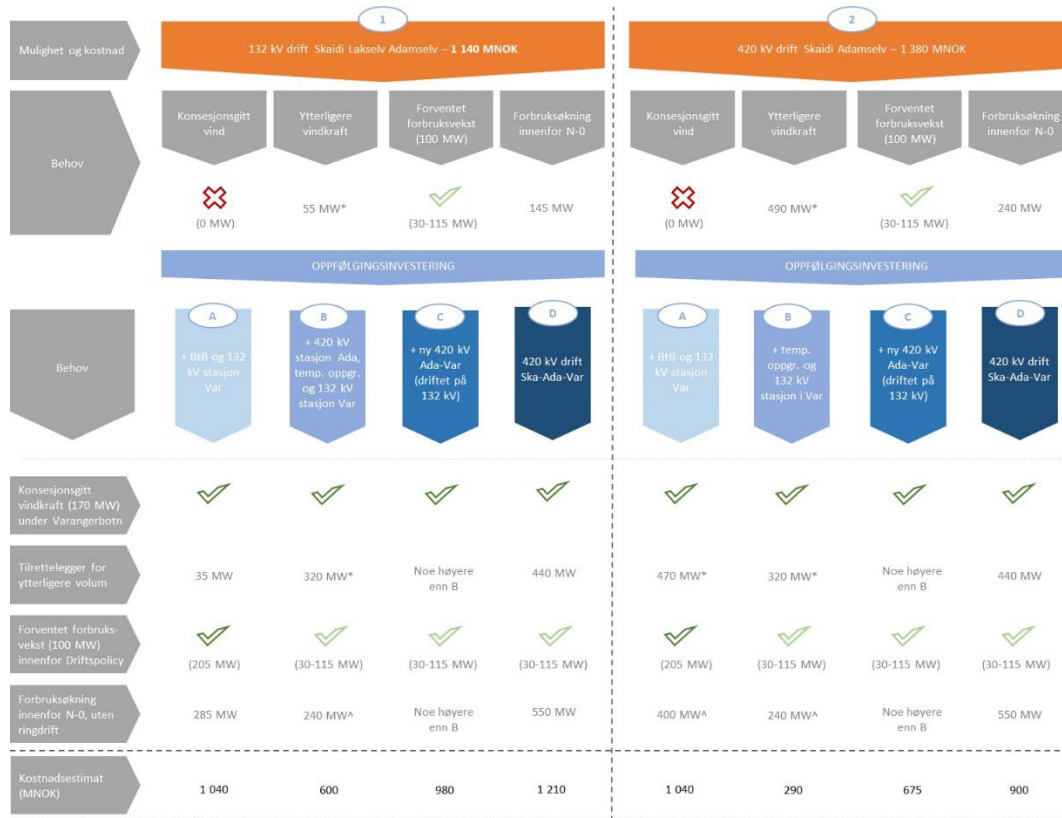 1
2
Mulighet og kostnad
132 kV drift Skaidi Lakselv Adamselv – 1 140 MNOK
420 kV drift Skaidi Adamselv – 1 380 MNOK
Behov
Konsesjonsgitt
vind
Ytterligere
vindkraft
Forventet
forbruksvekst
(100 MW)
Forbruksøkning
innenfor N-0
Konsesjonsgitt
vind
Ytterligere
vindkraft
Forventet
forbruksvekst
(100 MW)
Forbruksøkning
innenfor N-0
(0 MW)
55 MW*
(30-115 MW)
145 MW
(0 MW)
490 MW*
(30-115 MW)
240 MW
OPPFØLGINGSINVESTERING
OPPFØLGINGSINVESTERING
Behov
A
+ BtB og 132
kV stasjon
Var
B
+ 420 kV
stasjon Ada,
temp. oppgr.
og 132 kV
stasjon Var
C
+ ny 420 kV
Ada-Var
(driftet på
132 kV)
D
420 kV drift
Ska-Ada-Var
A
+ BtB og 132
kV stasjon
Var
B
+ temp.
oppgr. og
132 kV
stasjon i Var
C
+ ny 420 kV
Ada-Var
(driftet på
132 kV)
D
420 kV drift
Ska-Ada-Var
Konsesjonsgitt
vindkraft (170 MW)
under Varangerbotn
Tilrettelegger for
ytterligere volum
35 MW
320 MW*
Noe høyere
enn B
440 MW
470 MW*
320 MW*
Noe høyere
enn B
440 MW
Forventet forbruks-
vekst (100 MW)
innenfor Driftspolicy
(205 MW)
(30-115 MW)
(30-115 MW)
(30-115 MW)
(205 MW)
(30-115 MW)
(30-115 MW)
(30-115 MW)
Forbruksøkning
innenfor N-0, uten
ringdrift
285 MW
240 MW^
Noe høyere
enn B
550 MW
400 MW^
240 MW^
Noe høyere
enn B
550 MW
Kostnadsestimat
(MNOK)
1 040
600
980
1 210
1 040
290
675
900